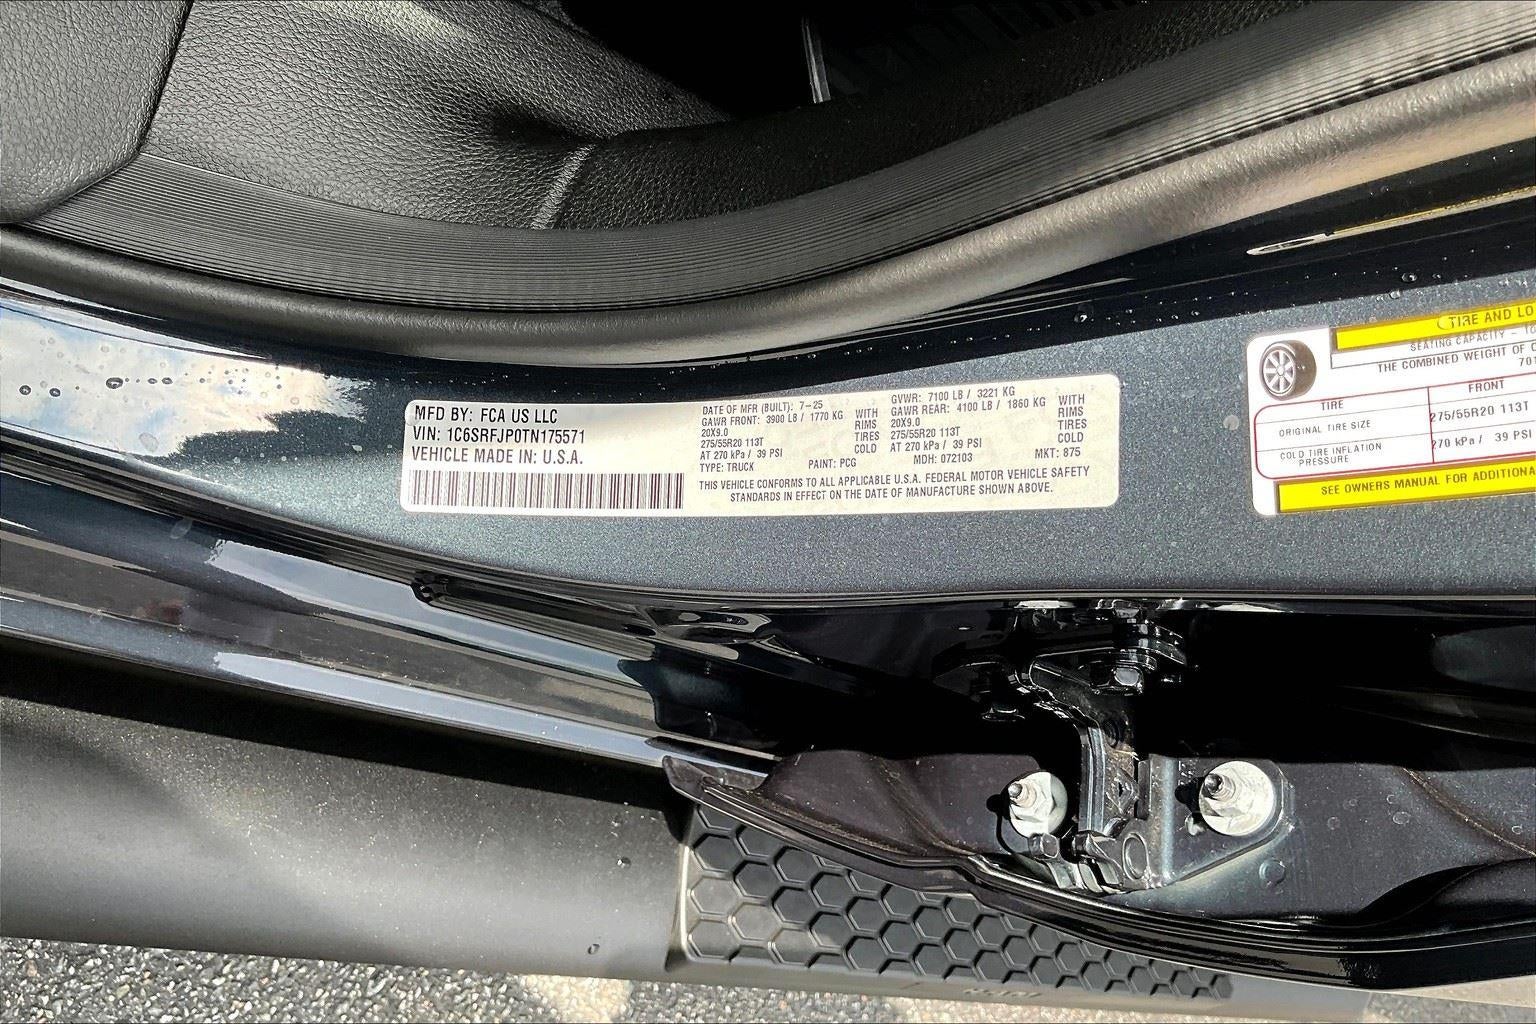 MFD BY: FCA US LLC
VIN: 1C6SRFJP0TN175571
VEHICLE MADE IN: U.S.A.
DATE OF MFR (BUILT): 7-25
GAWR FRONT: 3900 LB / 1770 KG WITH
20X9.0 RIMS
275/55R20 113T TIRES
AT 270 kPa / 39 PSI COLD
TYPE: TRUCK PAINT: PCG
GVWR: 7100 LB / 3221 KG
GAWR REAR: 4100 LB / 1860 KG WITH
20X9.0 RIMS
275/55R20 113T TIRES
AT 270 kPa / 39 PSI COLD
MDH: 072103 MKT: 875
THIS VEHICLE CONFORMS TO ALL APPLICABLE U.S.A. FEDERAL MOTOR VEHICLE SAFETY
STANDARDS IN EFFECT ON THE DATE OF MANUFACTURE SHOWN ABOVE.
TIRE AND LO
SEATING CAPACITY - TO
THE COMBINED WEIGHT OF O
701
TIRE FRONT
ORIGINAL TIRE SIZE 275/55R20 113T
COLD TIRE INFLATION
PRESSURE 270 kPa / 39 PSI
SEE OWNERS MANUAL FOR ADDITIONA